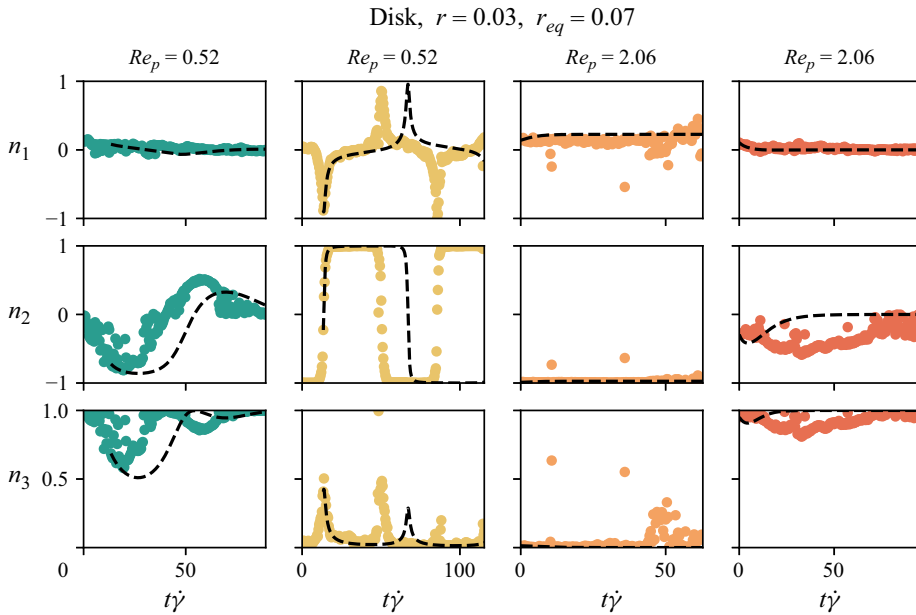 Disk, r = 0.03, r_eq = 0.07
Re_p = 0.52 Re_p = 0.52 Re_p = 2.06 Re_p = 2.06
1
n_1 0
−1
1
n_2 0
−1
1.0
n_3 0.5
0 50 0 100 0 50 0 50
tγ̇ tγ̇ tγ̇ tγ̇